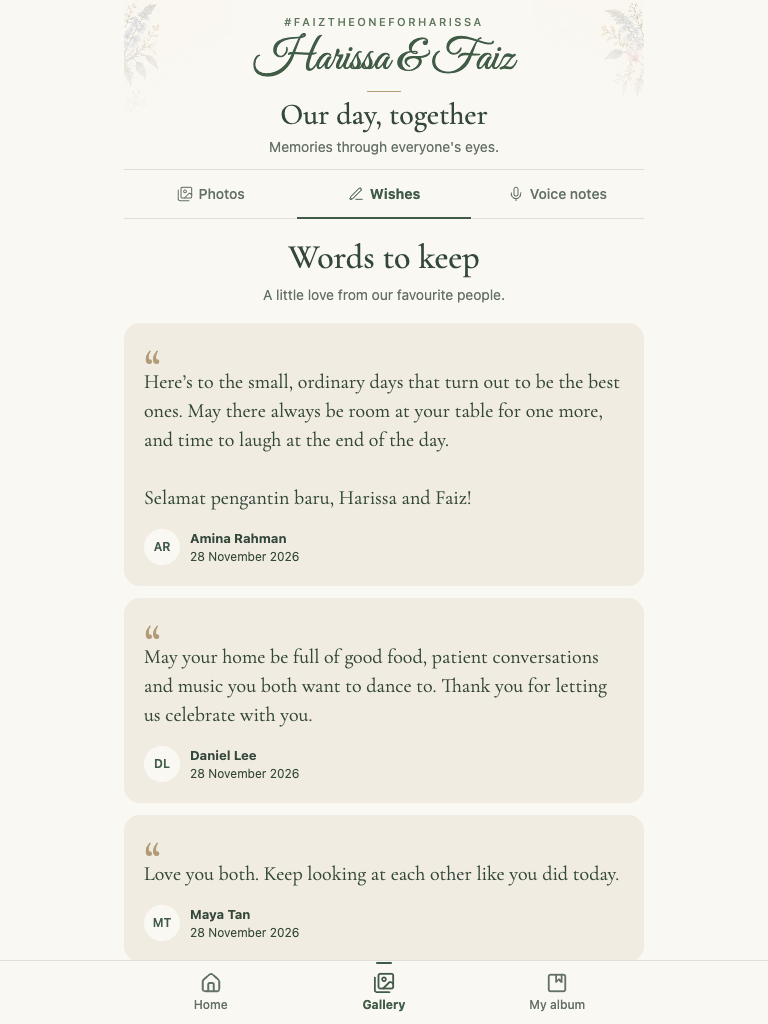 #FAIZTHEONEFORHARISSA
Harissa & Faiz
Our day, together
Memories through everyone's eyes.
Photos
Wishes
Voice notes
Words to keep
A little love from our favourite people.
“
Here’s to the small, ordinary days that turn out to be the best
ones. May there always be room at your table for one more,
and time to laugh at the end of the day.
Selamat pengantin baru, Harissa and Faiz!
AR
Amina Rahman
28 November 2026
“
May your home be full of good food, patient conversations
and music you both want to dance to. Thank you for letting
us celebrate with you.
DL
Daniel Lee
28 November 2026
“
Love you both. Keep looking at each other like you did today.
MT
Maya Tan
28 November 2026
Home
Gallery
My album